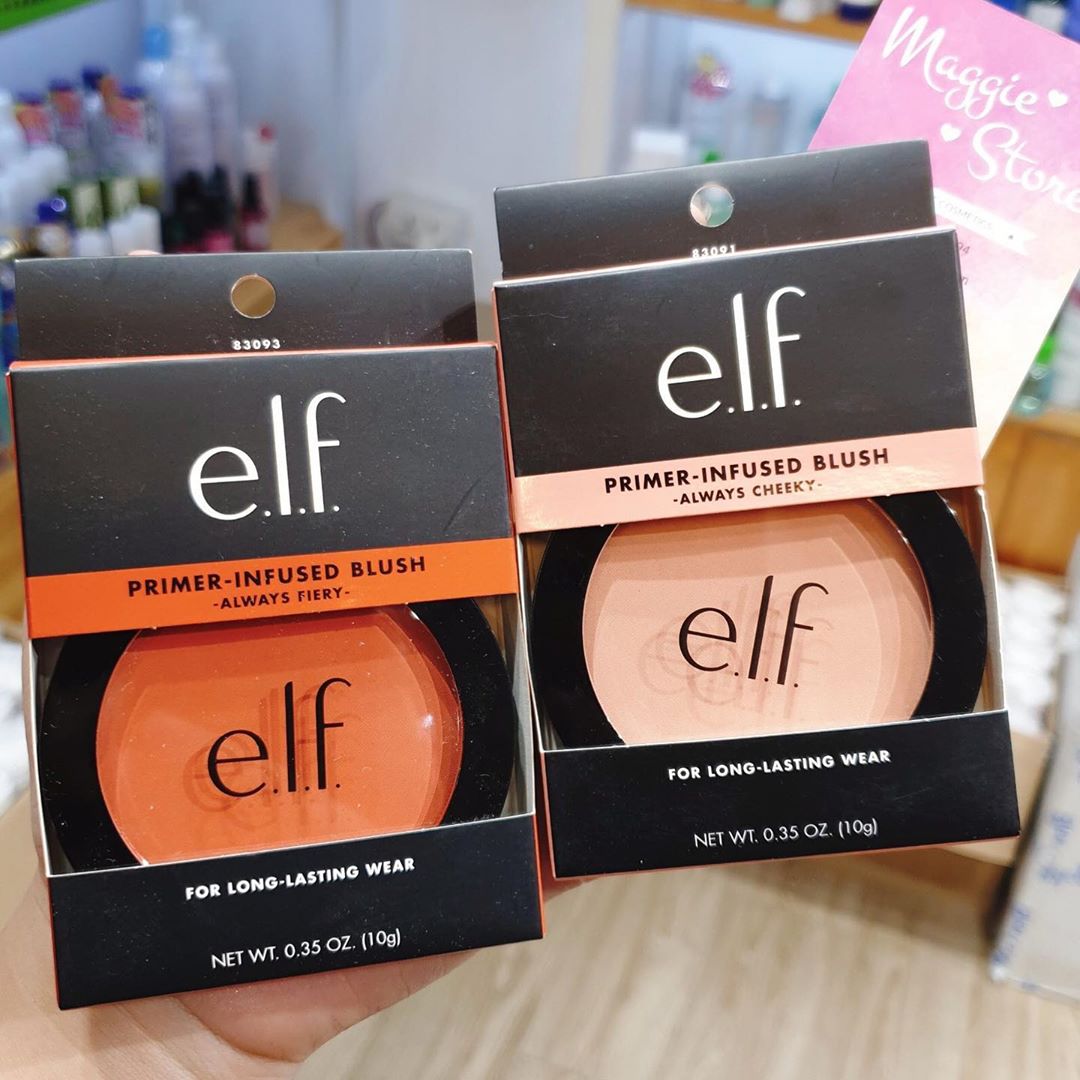 Maggie
Store
COSMETICS
83093
e.l.f.
PRIMER-INFUSED BLUSH
-ALWAYS FIERY-
e.l.f.
FOR LONG-LASTING WEAR
NET WT. 0.35 OZ. (10g)
83091
e.l.f.
PRIMER-INFUSED BLUSH
-ALWAYS CHEEKY-
e.l.f.
FOR LONG-LASTING WEAR
NET WT. 0.35 OZ. (10g)